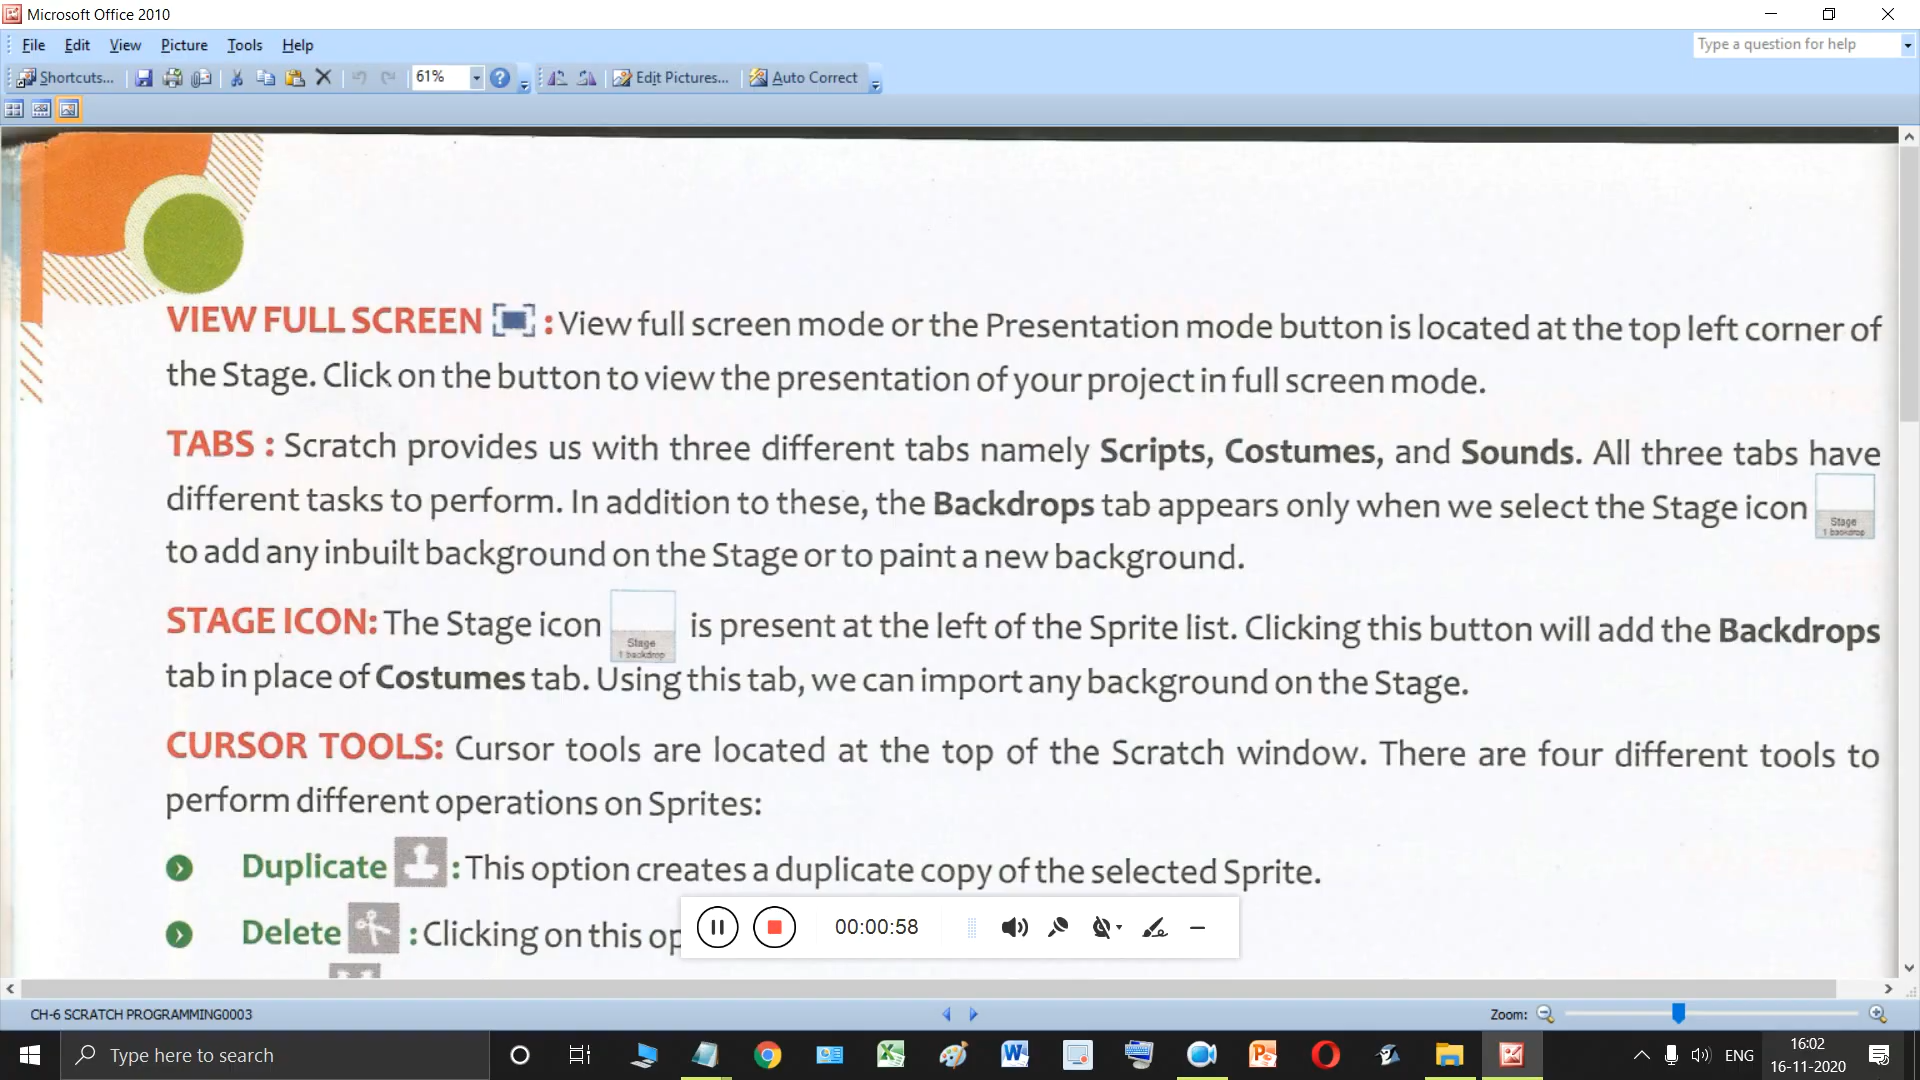 Microsoft Office 2010
File Edit View Picture Tools Help
Type a question for help
Shortcuts... 61% Edit Pictures... Auto Correct
VIEW FULL SCREEN : View full screen mode or the Presentation mode button is located at the top left corner of
the Stage. Click on the button to view the presentation of your project in full screen mode.
TABS : Scratch provides us with three different tabs namely Scripts, Costumes, and Sounds. All three tabs have
different tasks to perform. In addition to these, the Backdrops tab appears only when we select the Stage icon
Stage
1 backdrop
to add any inbuilt background on the Stage or to paint a new background.
STAGE ICON: The Stage icon is present at the left of the Sprite list. Clicking this button will add the Backdrops
Stage
1 backdrop
tab in place of Costumes tab. Using this tab, we can import any background on the Stage.
CURSOR TOOLS: Cursor tools are located at the top of the Scratch window. There are four different tools to
perform different operations on Sprites:
Duplicate : This option creates a duplicate copy of the selected Sprite.
Delete : Clicking on this op
00:00:58
CH-6 SCRATCH PROGRAMMING0003
Zoom:
Type here to search
ENG
16:02
16-11-2020